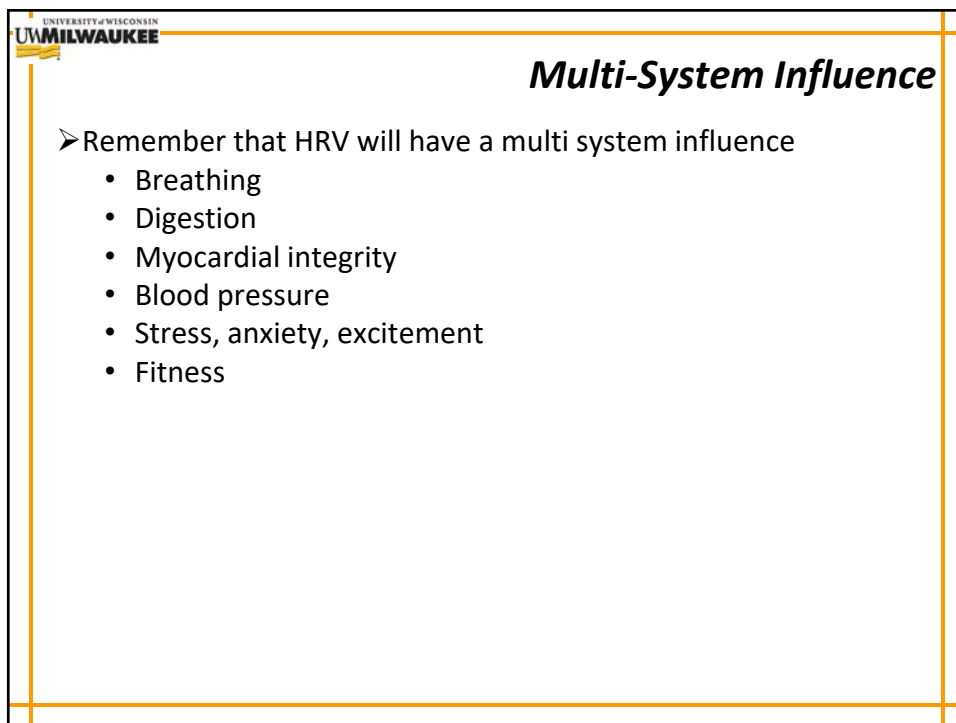 UNIVERSITY of WISCONSIN
UWMILWAUKEE
Multi-System Influence
➢Remember that HRV will have a multi system influence
• Breathing
• Digestion
• Myocardial integrity
• Blood pressure
• Stress, anxiety, excitement
• Fitness